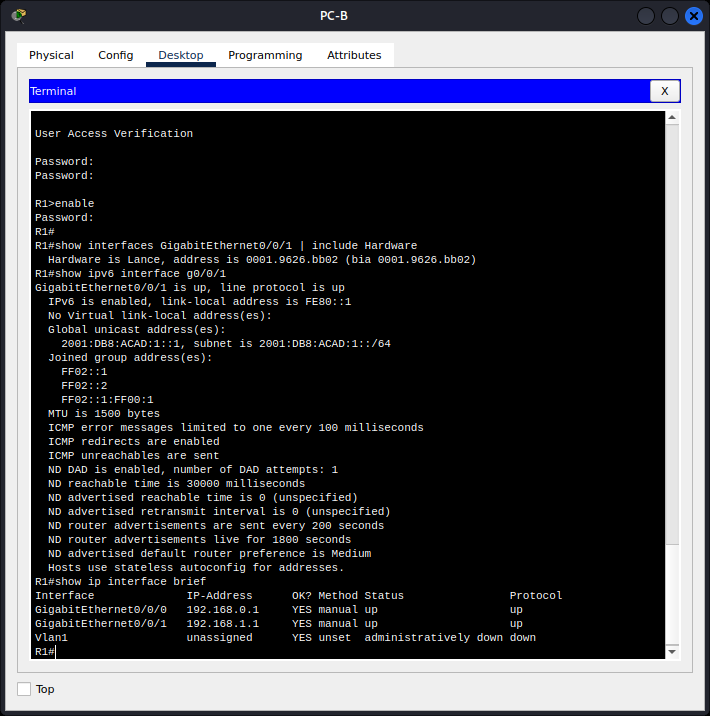 PC-B
Physical Config Desktop Programming Attributes
Terminal X
User Access Verification
Password:
Password:
R1>enable
Password:
R1#
R1#show interfaces GigabitEthernet0/0/1 | include Hardware
  Hardware is Lance, address is 0001.9626.bb02 (bia 0001.9626.bb02)
R1#show ipv6 interface g0/0/1
GigabitEthernet0/0/1 is up, line protocol is up
  IPv6 is enabled, link-local address is FE80::1
  No Virtual link-local address(es):
  Global unicast address(es):
    2001:DB8:ACAD:1::1, subnet is 2001:DB8:ACAD:1::/64
  Joined group address(es):
    FF02::1
    FF02::2
    FF02::1:FF00:1
  MTU is 1500 bytes
  ICMP error messages limited to one every 100 milliseconds
  ICMP redirects are enabled
  ICMP unreachables are sent
  ND DAD is enabled, number of DAD attempts: 1
  ND reachable time is 30000 milliseconds
  ND advertised reachable time is 0 (unspecified)
  ND advertised retransmit interval is 0 (unspecified)
  ND router advertisements are sent every 200 seconds
  ND router advertisements live for 1800 seconds
  ND advertised default router preference is Medium
  Hosts use stateless autoconfig for addresses.
R1#show ip interface brief
Interface              IP-Address      OK? Method Status                Protocol
GigabitEthernet0/0/0   192.168.0.1     YES manual up                    up
GigabitEthernet0/0/1   192.168.1.1     YES manual up                    up
Vlan1                  unassigned      YES unset  administratively down down
R1#
Top